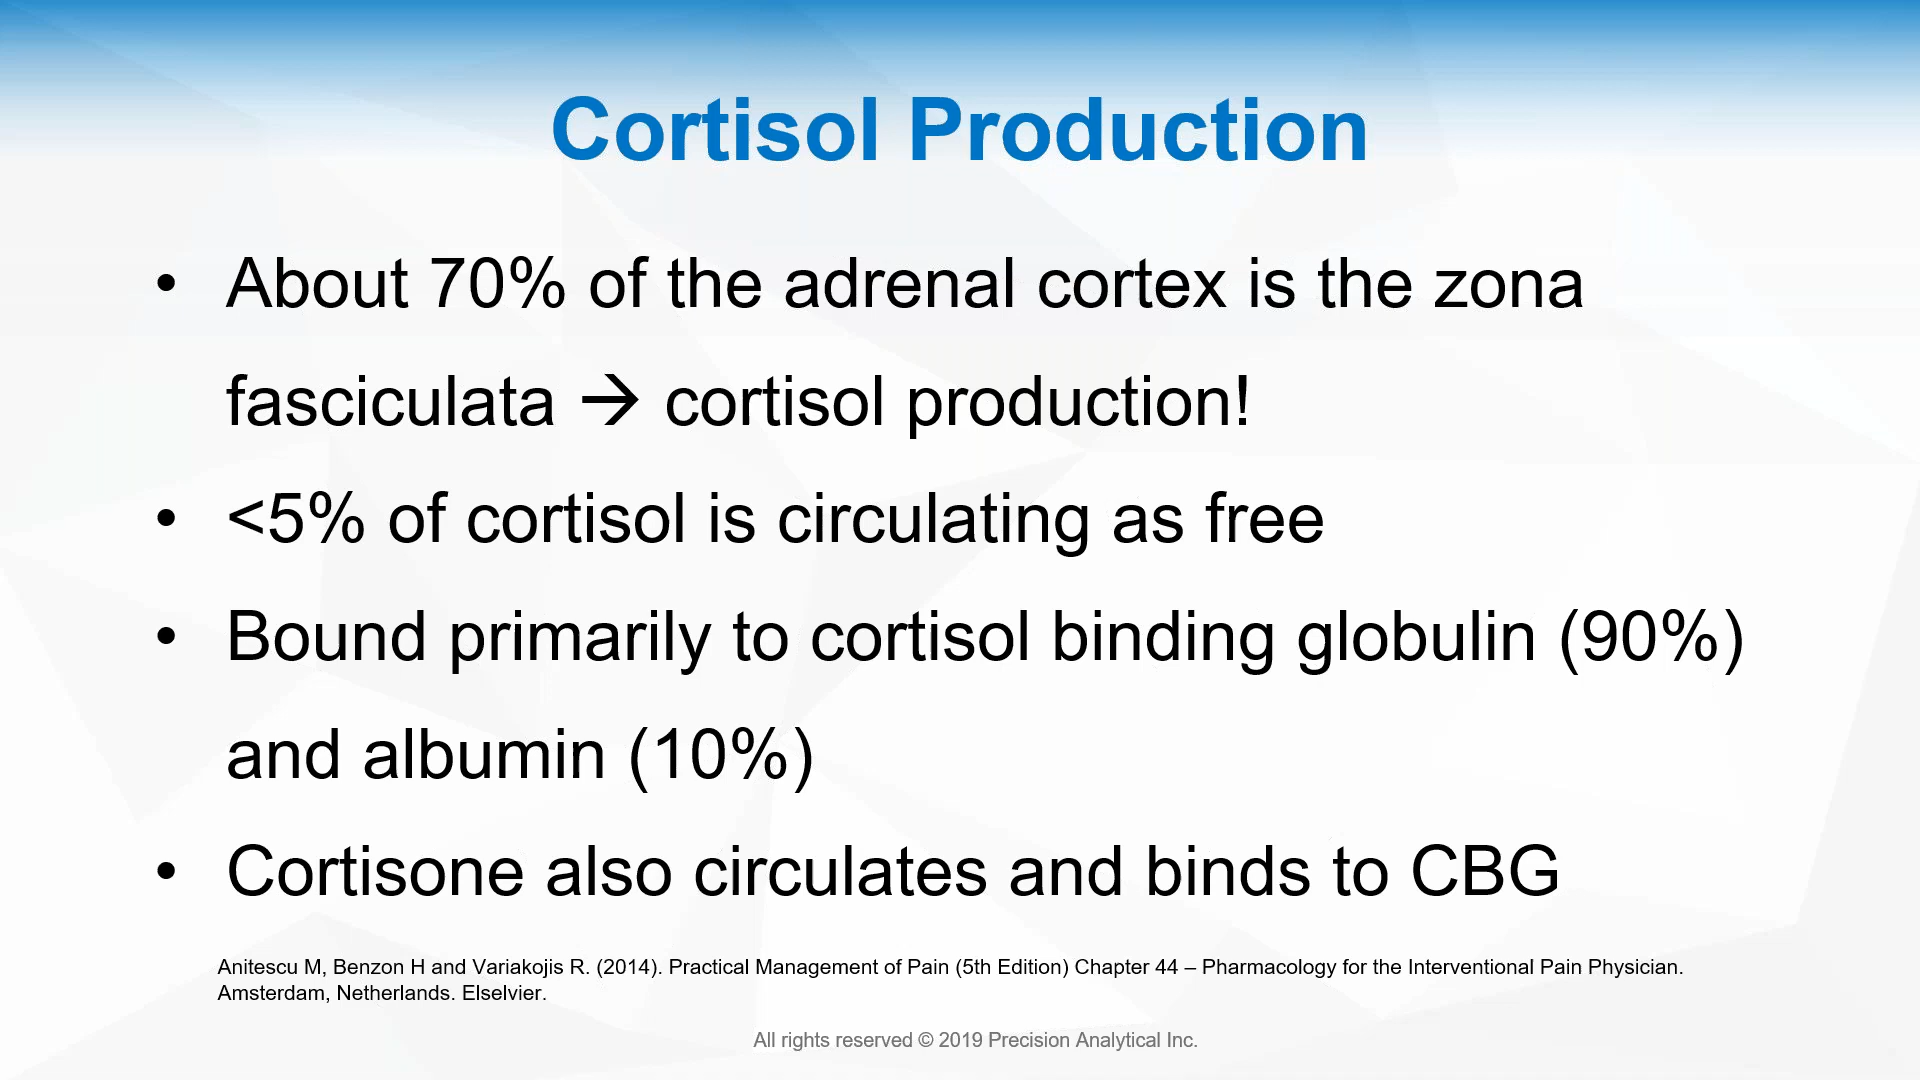 Cortisol Production
• About 70% of the adrenal cortex is the zona
fasciculata → cortisol production!
• <5% of cortisol is circulating as free
• Bound primarily to cortisol binding globulin (90%)
and albumin (10%)
• Cortisone also circulates and binds to CBG
Anitescu M, Benzon H and Variakojis R. (2014). Practical Management of Pain (5th Edition) Chapter 44 – Pharmacology for the Interventional Pain Physician.
Amsterdam, Netherlands. Elselvier.
All rights reserved © 2019 Precision Analytical Inc.